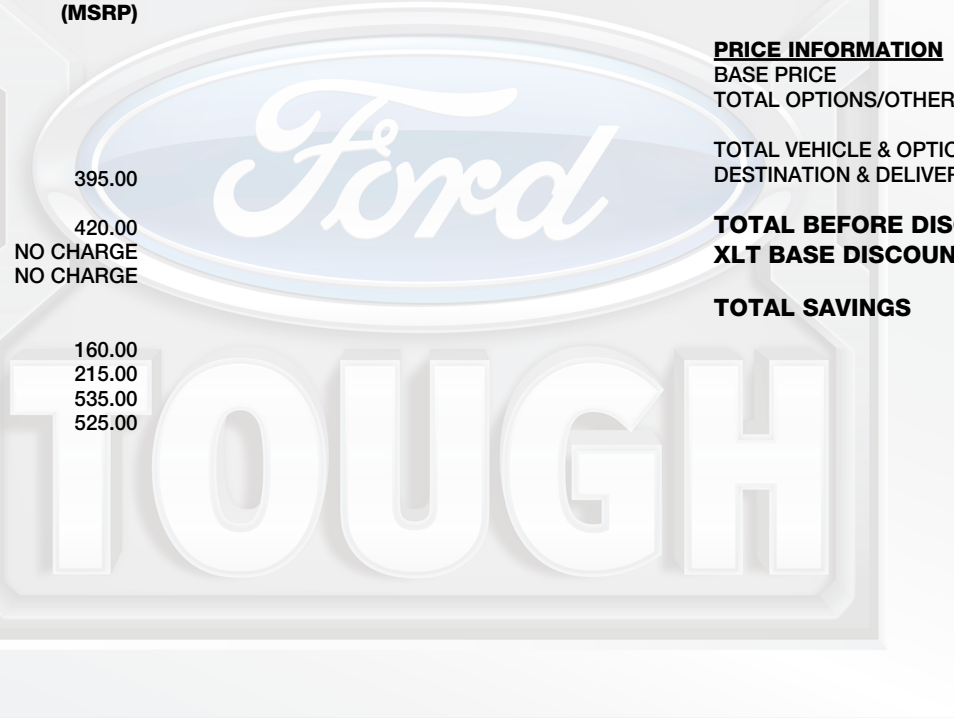 (MSRP)
395.00
420.00
NO CHARGE
NO CHARGE
160.00
215.00
535.00
525.00
PRICE INFORMATION
BASE PRICE
TOTAL OPTIONS/OTHER
TOTAL VEHICLE & OPTIO
DESTINATION & DELIVER
TOTAL BEFORE DIS
XLT BASE DISCOUN
TOTAL SAVINGS
Ford
TOUGH